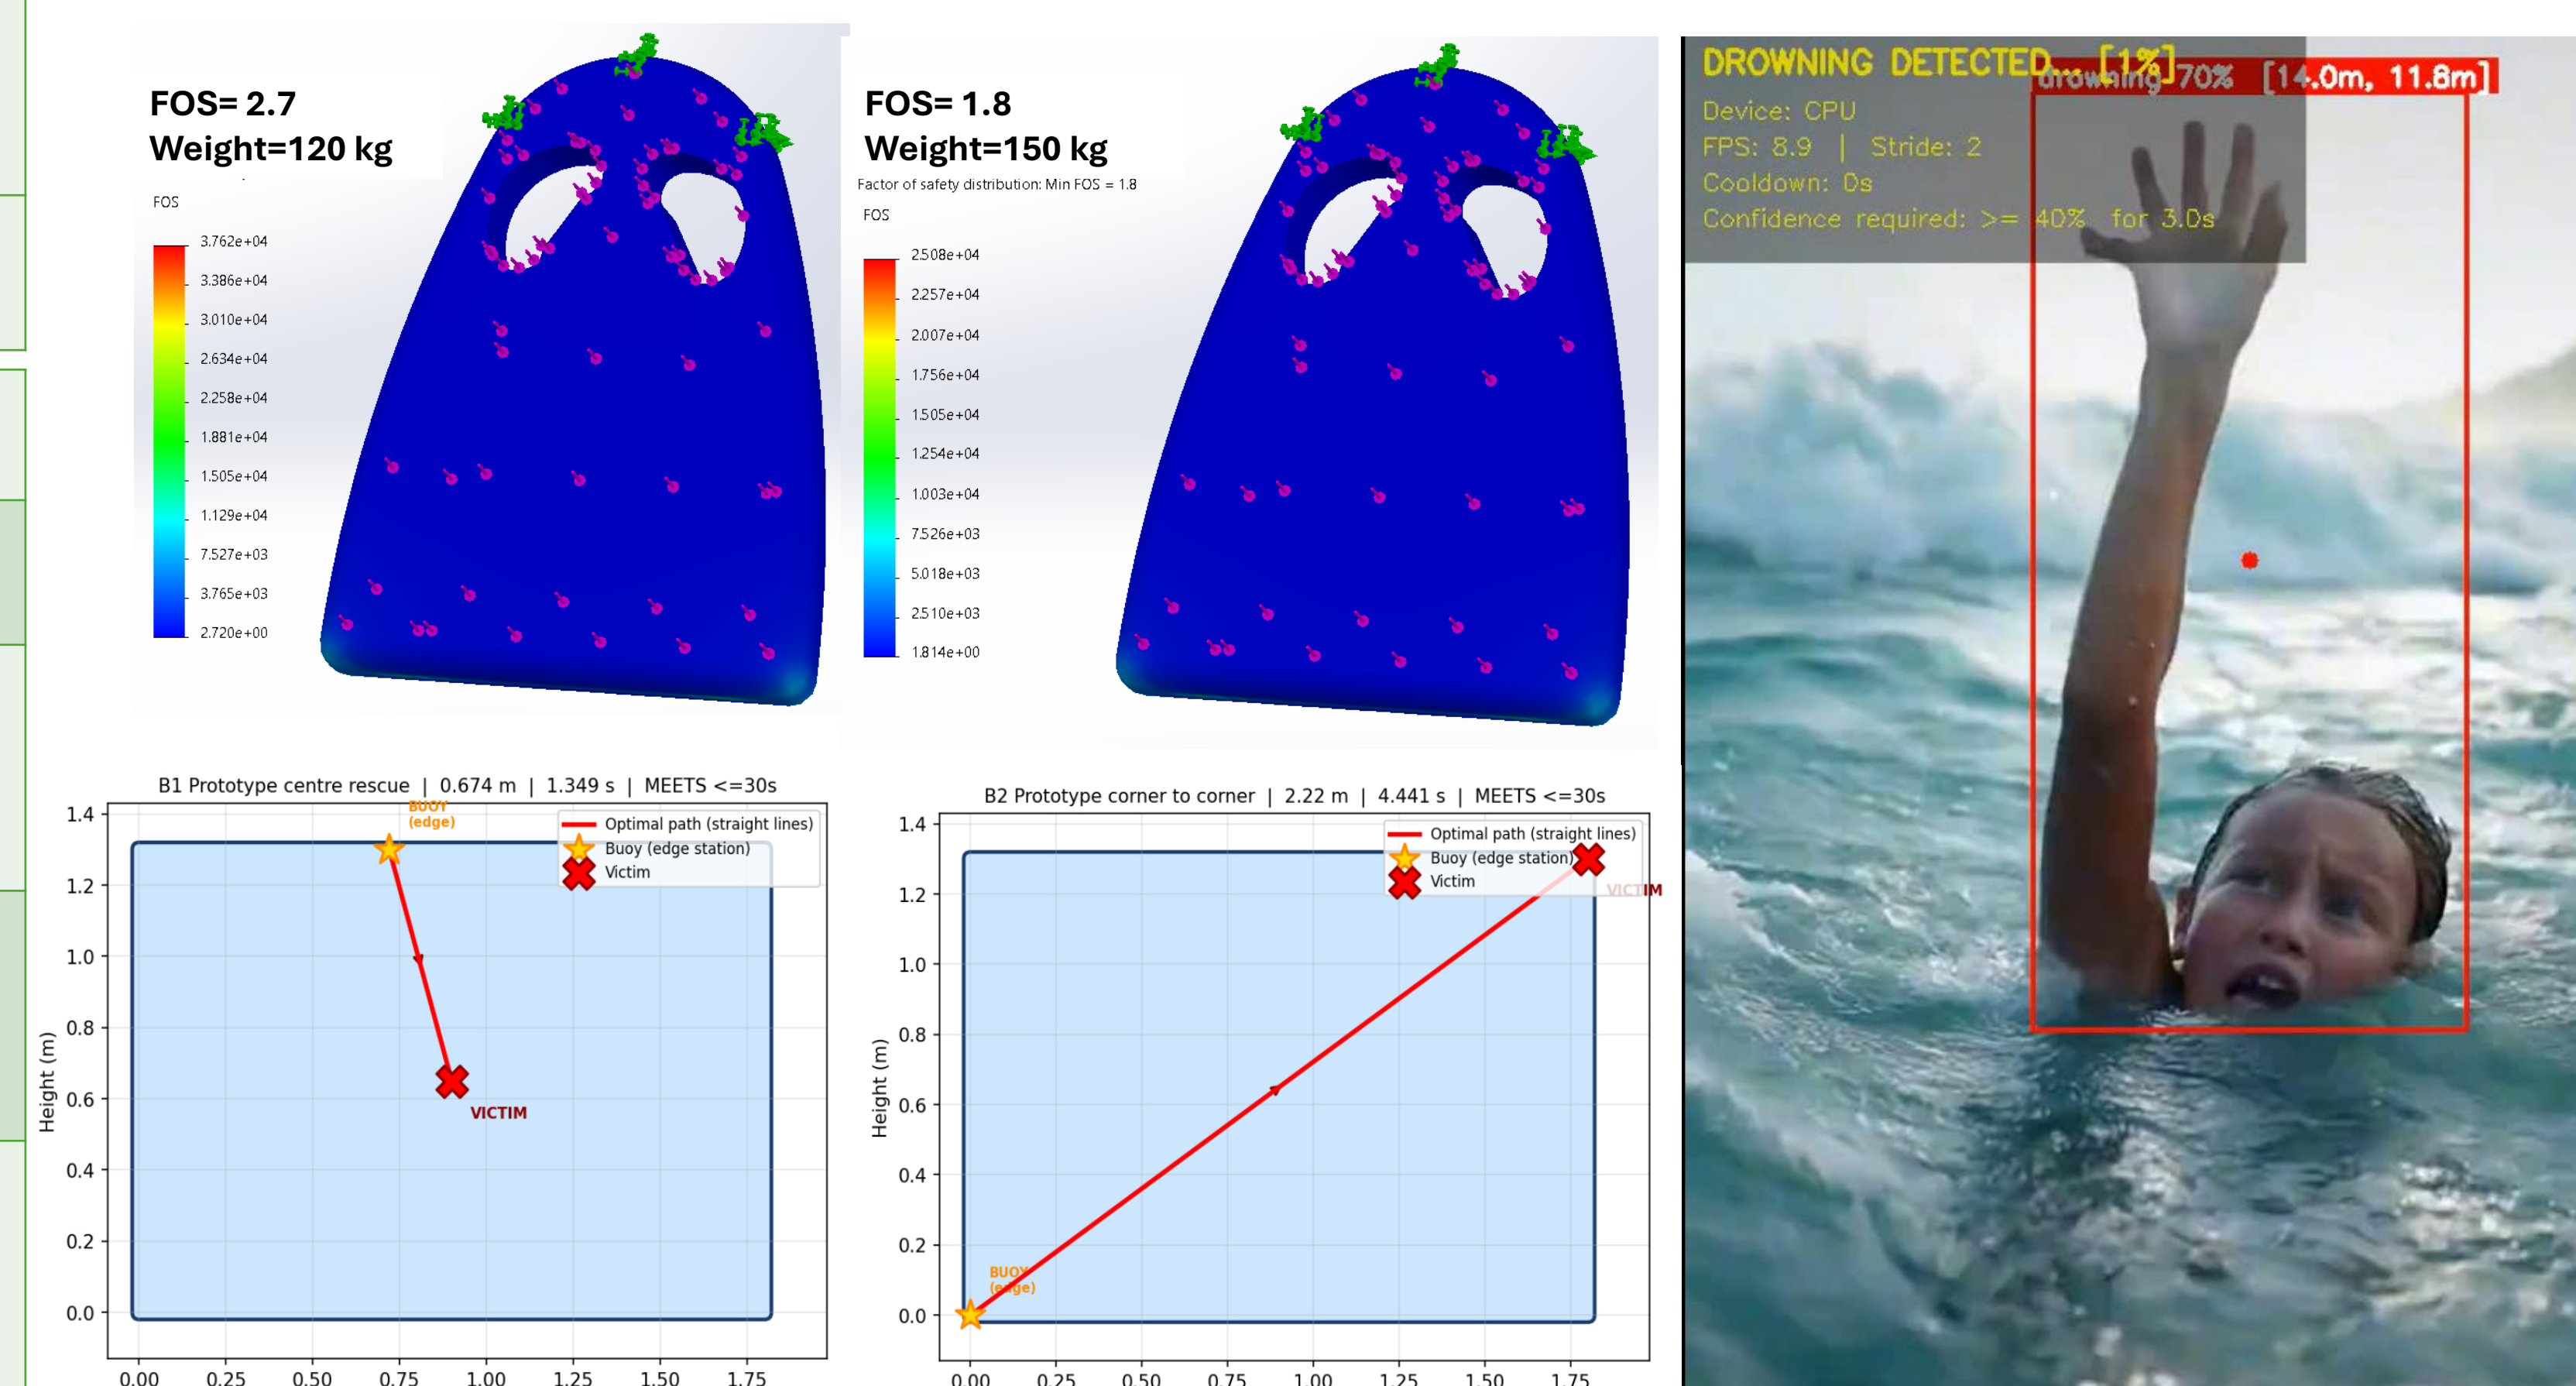 FOS= 2.7
Weight=120 kg
FOS
3.762e+04
3.386e+04
3.010e+04
2.634e+04
2.258e+04
1.881e+04
1.505e+04
1.129e+04
7.527e+03
3.765e+03
2.720e+00
FOS= 1.8
Weight=150 kg
Factor of safety distribution: Min FOS = 1.8
FOS
2.508e+04
2.257e+04
2.007e+04
1.756e+04
1.505e+04
1.254e+04
1.003e+04
7.526e+03
5.018e+03
2.510e+03
1.814e+00
DROWNING DETECTED... [1%]
drowning 70% [14.0m, 11.8m]
Device: CPU
FPS: 8.9 | Stride: 2
Cooldown: 0s
Confidence required: >= 40% for 3.0s
B1 Prototype centre rescue | 0.674 m | 1.349 s | MEETS <=30s
BUOY
(edge)
Optimal path (straight lines)
Buoy (edge station)
Victim
VICTIM
Height (m)
1.4
1.2
1.0
0.8
0.6
0.4
0.2
0.0
0.00 0.25 0.50 0.75 1.00 1.25 1.50 1.75
B2 Prototype corner to corner | 2.22 m | 4.441 s | MEETS <=30s
Optimal path (straight lines)
Buoy (edge station)
Victim
VICTIM
BUOY
(edge)
Height (m)
1.4
1.2
1.0
0.8
0.6
0.4
0.2
0.0
0.00 0.25 0.50 0.75 1.00 1.25 1.50 1.75